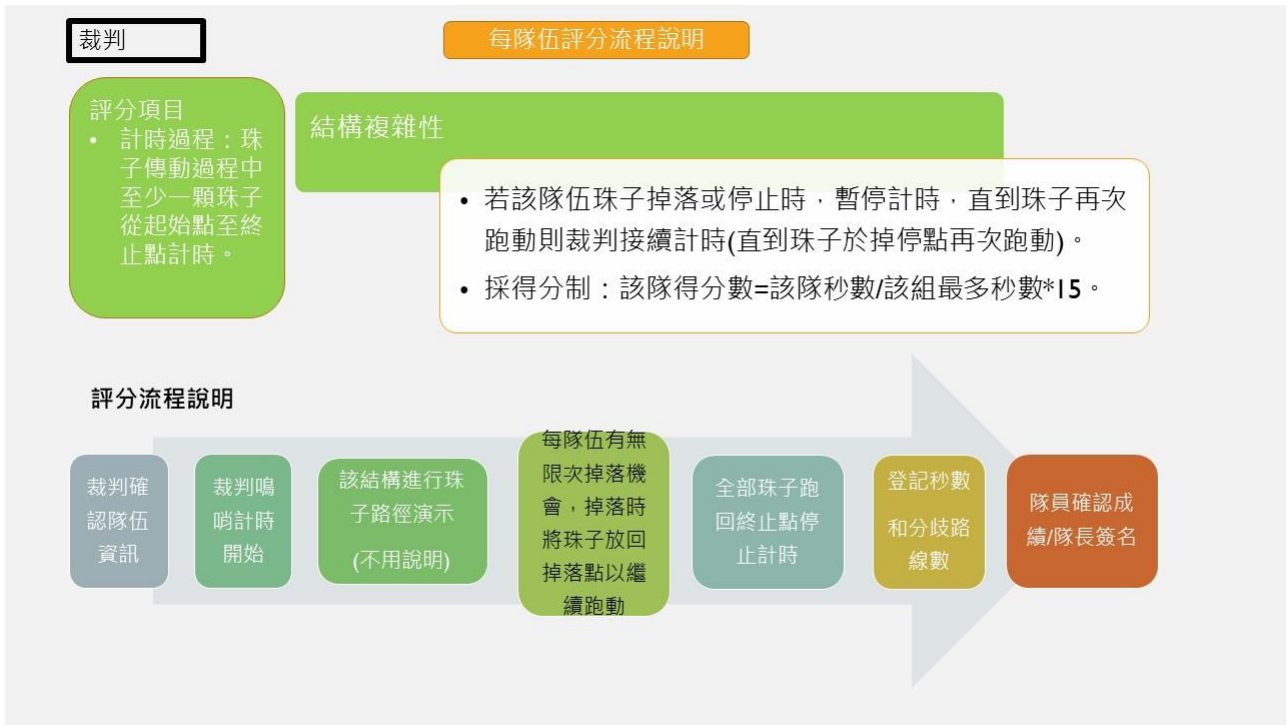 裁判
每隊伍評分流程說明
評分項目
• 計時過程：珠
子傳動過程中
至少一顆珠子
從起始點至終
止點計時。
結構複雜性
• 若該隊伍珠子掉落或停止時，暫停計時，直到珠子再次
跑動則裁判接續計時(直到珠子於掉停點再次跑動)。
• 採得分制：該隊得分數=該隊秒數/該組最多秒數*15。
評分流程說明
裁判確
認隊伍
資訊
裁判鳴
哨計時
開始
該結構進行珠
子路徑演示
(不用說明)
每隊伍有無
限次掉落機
會，掉落時
將珠子放回
掉落點以繼
續跑動
全部珠子跑
回終止點停
止計時
登記秒數
和分歧路
線數
隊員確認成
績/隊長簽名